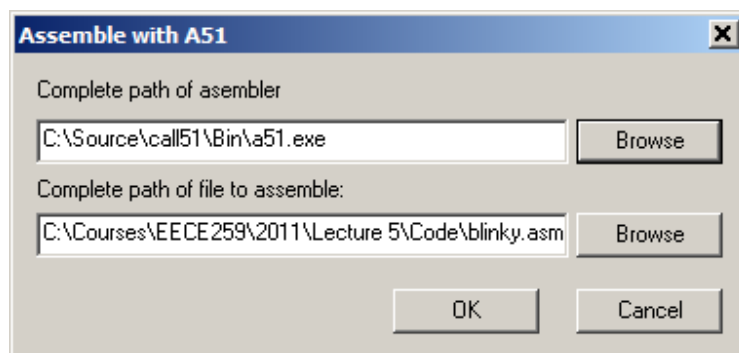 Assemble with A51
Complete path of asembler
C:\Source\call51\Bin\a51.exe
Browse
Complete path of file to assemble:
C:\Courses\EECE259\2011\Lecture 5\Code\blinky.asm
Browse
OK
Cancel